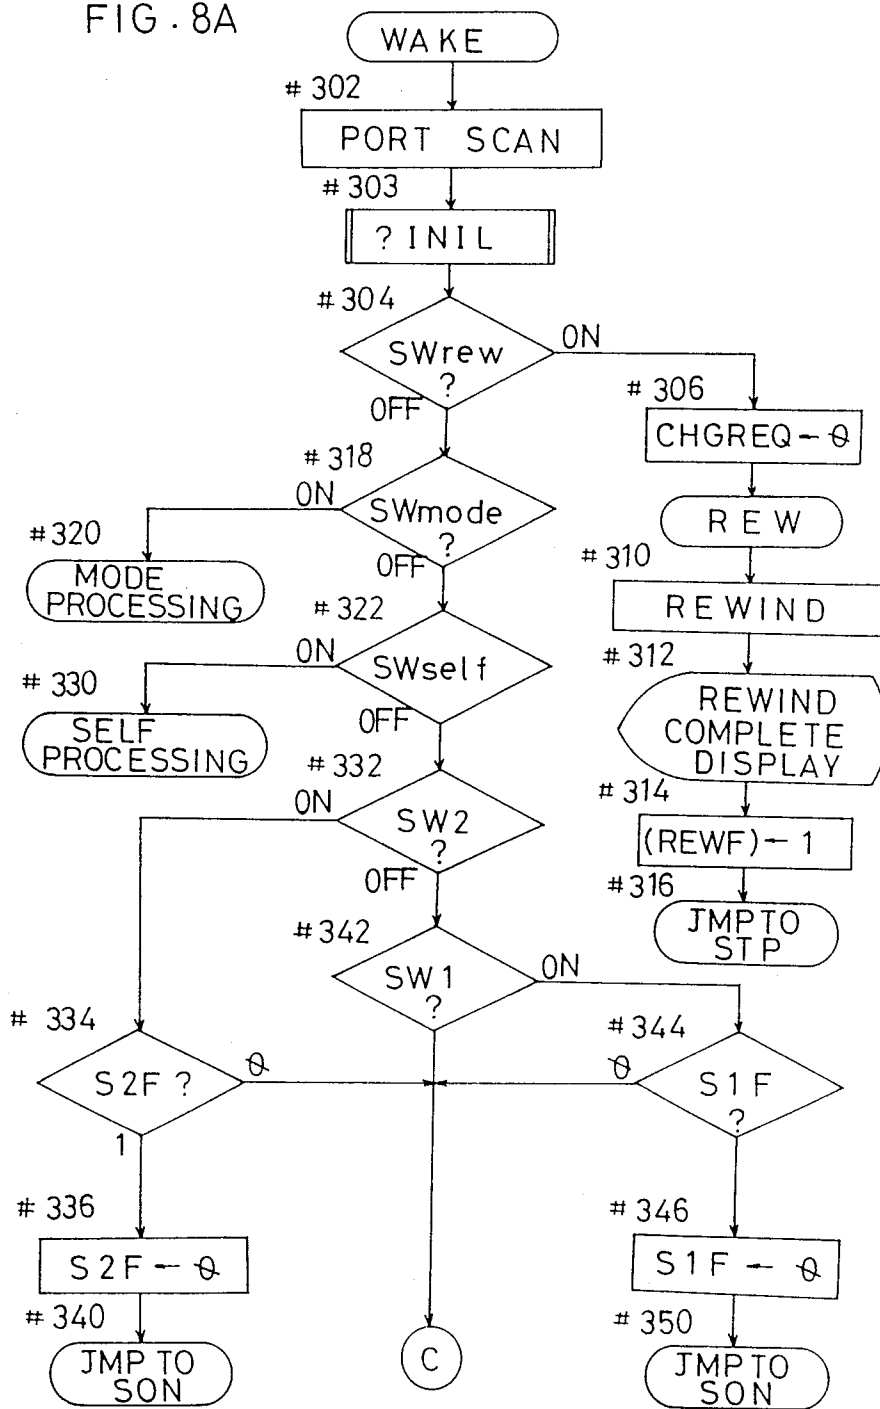 FIG. 8A
WAKE
# 302
PORT SCAN
# 303
? INIL
# 304
SWrew
?
ON
OFF
# 306
CHGREQ ← 0
REW
# 310
REWIND
# 312
REWIND
COMPLETE
DISPLAY
# 314
(REWF) ← 1
#316
JMP TO
STP
# 318
SWmode
?
ON
OFF
#320
MODE
PROCESSING
# 322
SWself
ON
OFF
# 330
SELF
PROCESSING
# 332
SW2
?
ON
OFF
# 342
SW1
?
ON
# 334
S2F ?
0
1
# 344
S1F
?
0
# 336
S2F ← 0
# 340
JMP TO
SON
# 346
S1F ← 0
# 350
JMP TO
SON
C